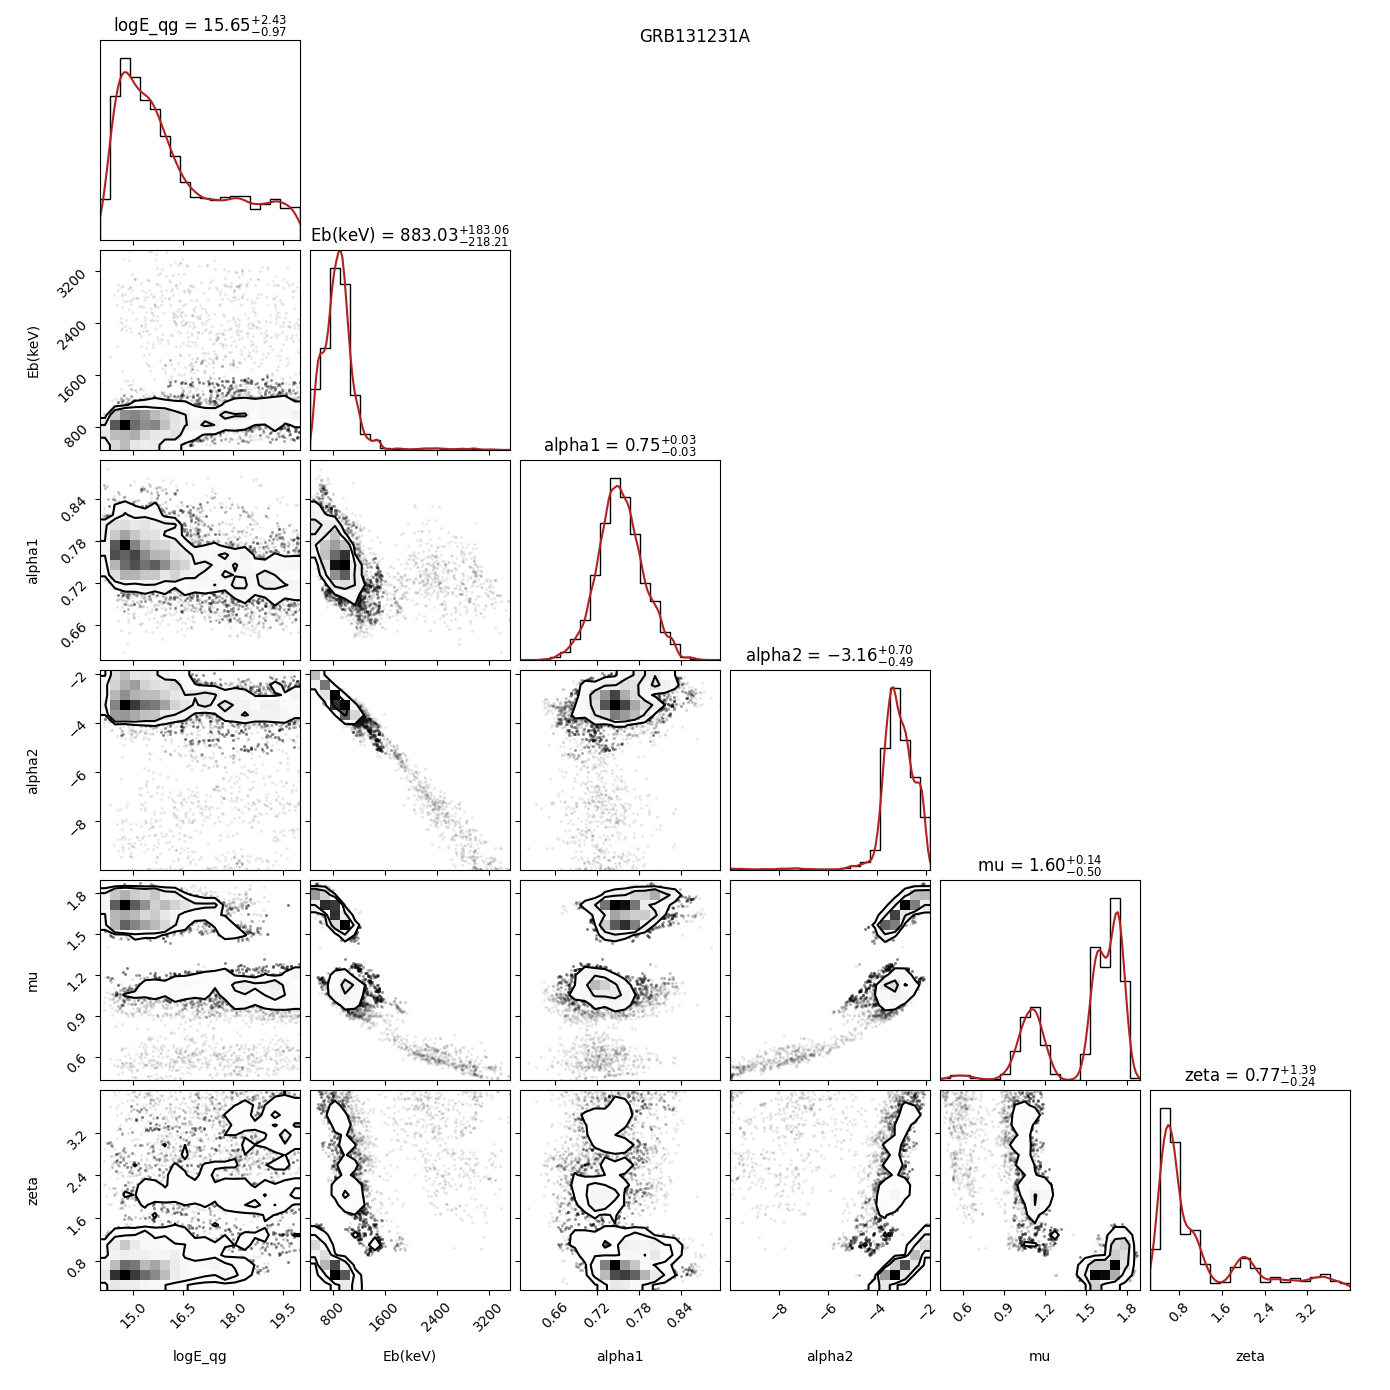 logE_qg = 15.65+2.43 −0.97
GRB131231A
Eb(keV) = 883.03+183.06 −218.21
3200
2400
1600
800
Eb(keV)
alpha1 = 0.75+0.03 −0.03
0.84
0.78
0.72
0.66
alpha1
alpha2 = −3.16+0.70 −0.49
−2
−4
−6
−8
alpha2
mu = 1.60+0.14 −0.50
1.8
1.5
1.2
0.9
0.6
mu
zeta = 0.77+1.39 −0.24
3.2
2.4
1.6
0.8
zeta
15.0 16.5 18.0 19.5 800 1600 2400 3200 0.66 0.72 0.78 0.84 −8 −6 −4 −2 0.6 0.9 1.2 1.5 1.8 0.8 1.6 2.4 3.2
logE_qg Eb(keV) alpha1 alpha2 mu zeta